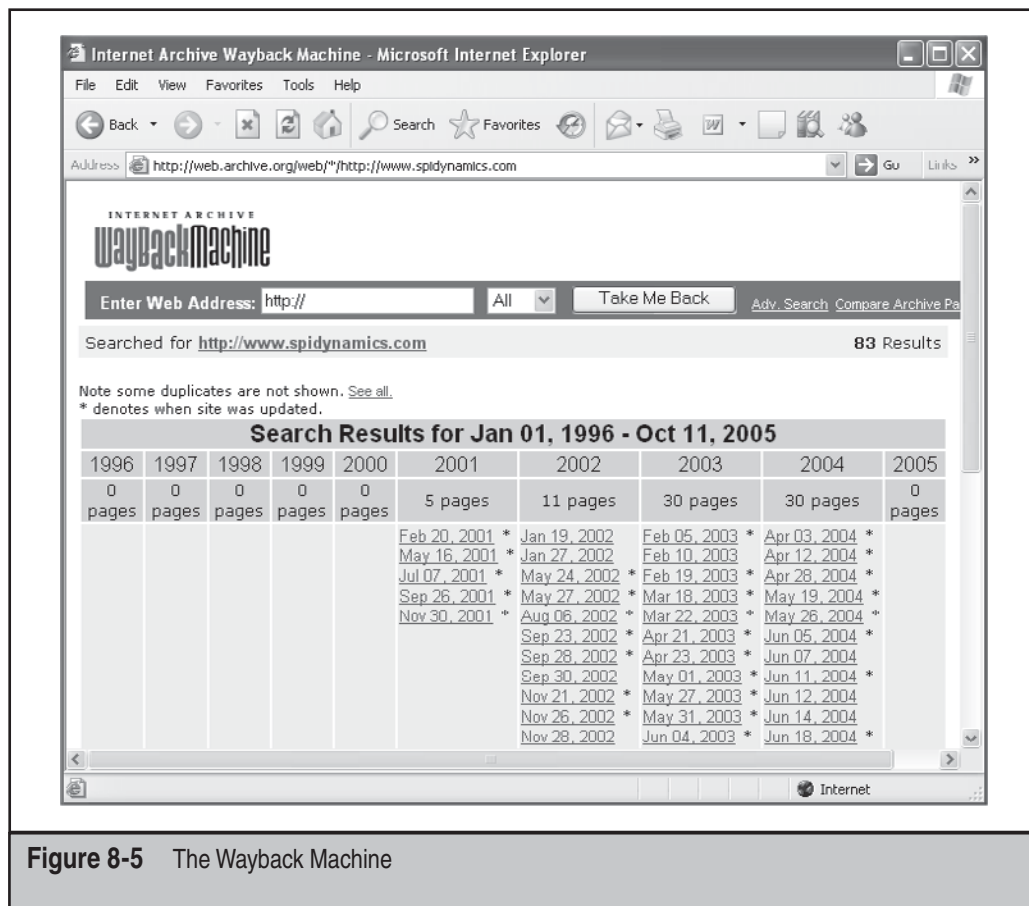 Internet Archive Wayback Machine - Microsoft Internet Explorer
File Edit View Favorites Tools Help
Back Search Favorites
Address http://web.archive.org/web/*/http://www.spidynamics.com Go Links »
INTERNET ARCHIVE
WayBackMachine
Enter Web Address: http:// All Take Me Back Adv. Search Compare Archive Pa
Searched for http://www.spidynamics.com 83 Results
Note some duplicates are not shown. See all.
* denotes when site was updated.
Search Results for Jan 01, 1996 - Oct 11, 2005
1996 1997 1998 1999 2000 2001 2002 2003 2004 2005
0 pages 0 pages 0 pages 0 pages 0 pages 5 pages 11 pages 30 pages 30 pages 0 pages
Feb 20, 2001 * Jan 19, 2002 Feb 05, 2003 * Apr 03, 2004 *
May 16, 2001 * Jan 27, 2002 Feb 10, 2003 Apr 12, 2004 *
Jul 07, 2001 * May 24, 2002 * Feb 19, 2003 * Apr 28, 2004 *
Sep 26, 2001 * May 27, 2002 * Mar 18, 2003 * May 19, 2004 *
Nov 30, 2001 * Aug 06, 2002 * Mar 22, 2003 * May 26, 2004 *
Sep 23, 2002 * Apr 21, 2003 * Jun 05, 2004 *
Sep 28, 2002 * Apr 23, 2003 * Jun 07, 2004
Sep 30, 2002 May 01, 2003 * Jun 11, 2004 *
Nov 21, 2002 * May 27, 2003 * Jun 12, 2004
Nov 26, 2002 * May 31, 2003 * Jun 14, 2004
Nov 28, 2002 Jun 04, 2003 * Jun 18, 2004 *
Internet
Figure 8-5 The Wayback Machine